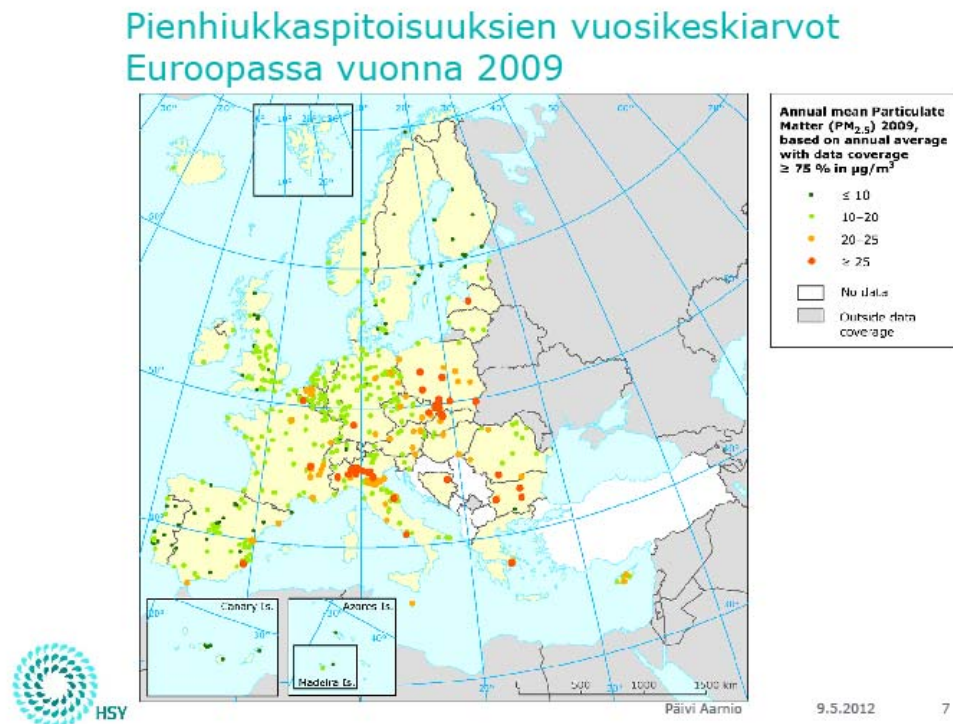 Pienhiukkaspitoisuuksien vuosikeskiarvot
Euroopassa vuonna 2009
Annual mean Particulate
Matter (PM2.5) 2009,
based on annual average
with data coverage
≥ 75 % in µg/m³
≤ 10
10–20
20–25
≥ 25
No data
Outside data
coverage
Canary Is.
Azores Is.
Madeira Is.
500
1000
1500 km
HSY
Päivi Aarnio
9.5.2012
7